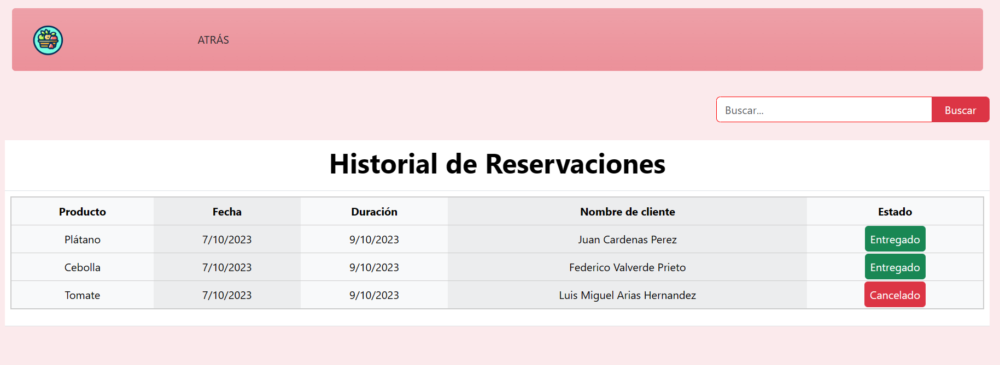 ATRÁS
Buscar...
Buscar
Historial de Reservaciones
Producto Fecha Duración Nombre de cliente Estado
Plátano 7/10/2023 9/10/2023 Juan Cardenas Perez Entregado
Cebolla 7/10/2023 9/10/2023 Federico Valverde Prieto Entregado
Tomate 7/10/2023 9/10/2023 Luis Miguel Arias Hernandez Cancelado